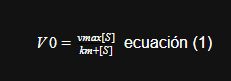 V0 = vmax[S] / km+[S] ecuación (1)